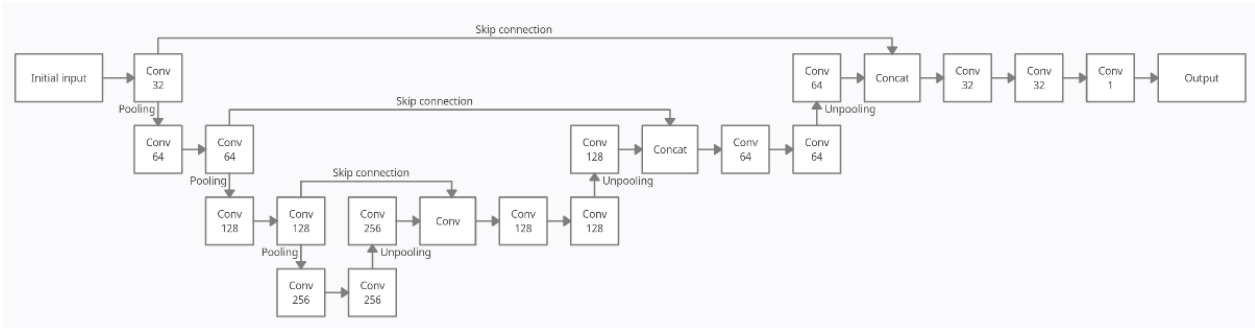 Skip connection
Initial input
Conv
32
Conv
64
Concat
Conv
32
Conv
32
Conv
1
Output
Pooling
Skip connection
Unpooling
Conv
64
Conv
64
Conv
128
Concat
Conv
64
Conv
64
Pooling
Skip connection
Unpooling
Conv
128
Conv
128
Conv
256
Conv
Conv
128
Conv
128
Pooling
Unpooling
Conv
256
Conv
256